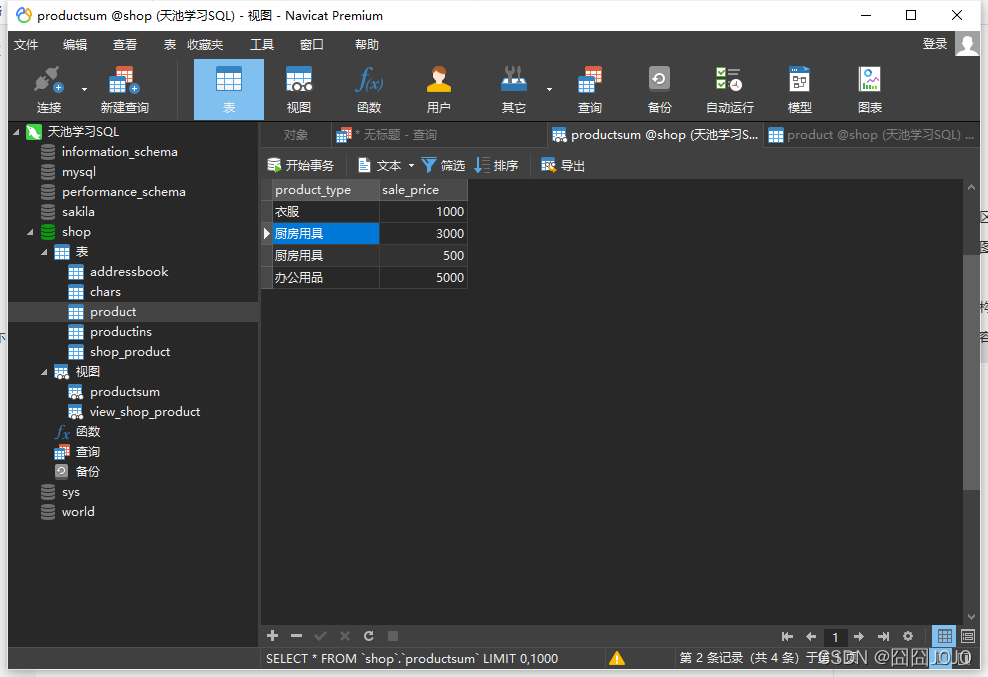 productsum @shop (天池学习SQL) - 视图 - Navicat Premium
文件 编辑 查看 表 收藏夹 工具 窗口 帮助 登录
连接 新建查询 表 视图 函数 用户 其它 查询 备份 自动运行 模型 图表
天池学习SQL
information_schema
mysql
performance_schema
sakila
shop
表
addressbook
chars
product
productins
shop_product
视图
productsum
view_shop_product
函数
查询
备份
sys
world
对象 * 无标题 - 查询 productsum @shop (天池学习S... product @shop (天池学习SQL) ...
开始事务 文本 筛选 排序 导出
product_type sale_price
衣服 1000
厨房用具 3000
厨房用具 500
办公用品 5000
1
SELECT * FROM `shop`.`productsum` LIMIT 0,1000
第 2 条记录 (共 4 条) 于第 1 页
CSDN @囧囧JOJO